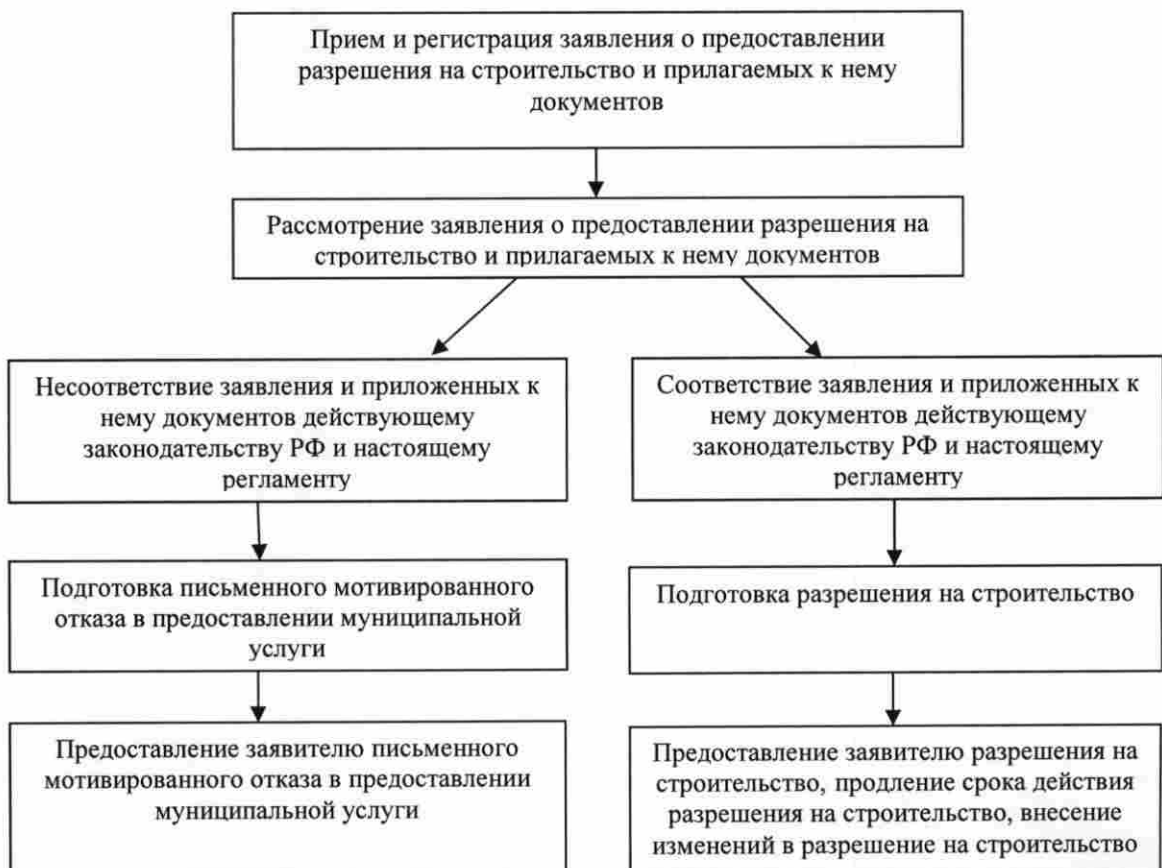 Прием и регистрация заявления о предоставлении
разрешения на строительство и прилагаемых к нему
документов
Рассмотрение заявления о предоставлении разрешения на
строительство и прилагаемых к нему документов
Несоответствие заявления и приложенных к
нему документов действующему
законодательству РФ и настоящему
регламенту
Соответствие заявления и приложенных к
нему документов действующему
законодательству РФ и настоящему
регламенту
Подготовка письменного мотивированного
отказа в предоставлении муниципальной
услуги
Подготовка разрешения на строительство
Предоставление заявителю письменного
мотивированного отказа в предоставлении
муниципальной услуги
Предоставление заявителю разрешения на
строительство, продление срока действия
разрешения на строительство, внесение
изменений в разрешение на строительство